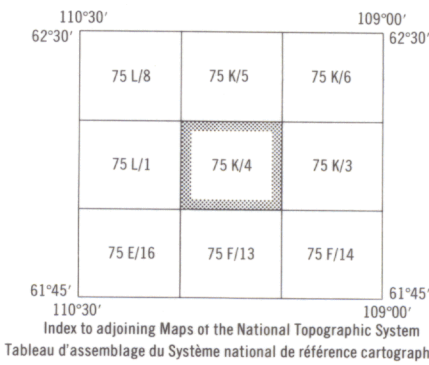 110°30' 109°00'
62°30' 62°30'
75 L/8 75 K/5 75 K/6
75 L/1 75 K/4 75 K/3
75 E/16 75 F/13 75 F/14
61°45' 61°45'
110°30' 109°00'
Index to adjoining Maps of the National Topographic System
Tableau d'assemblage du Système national de référence cartograph